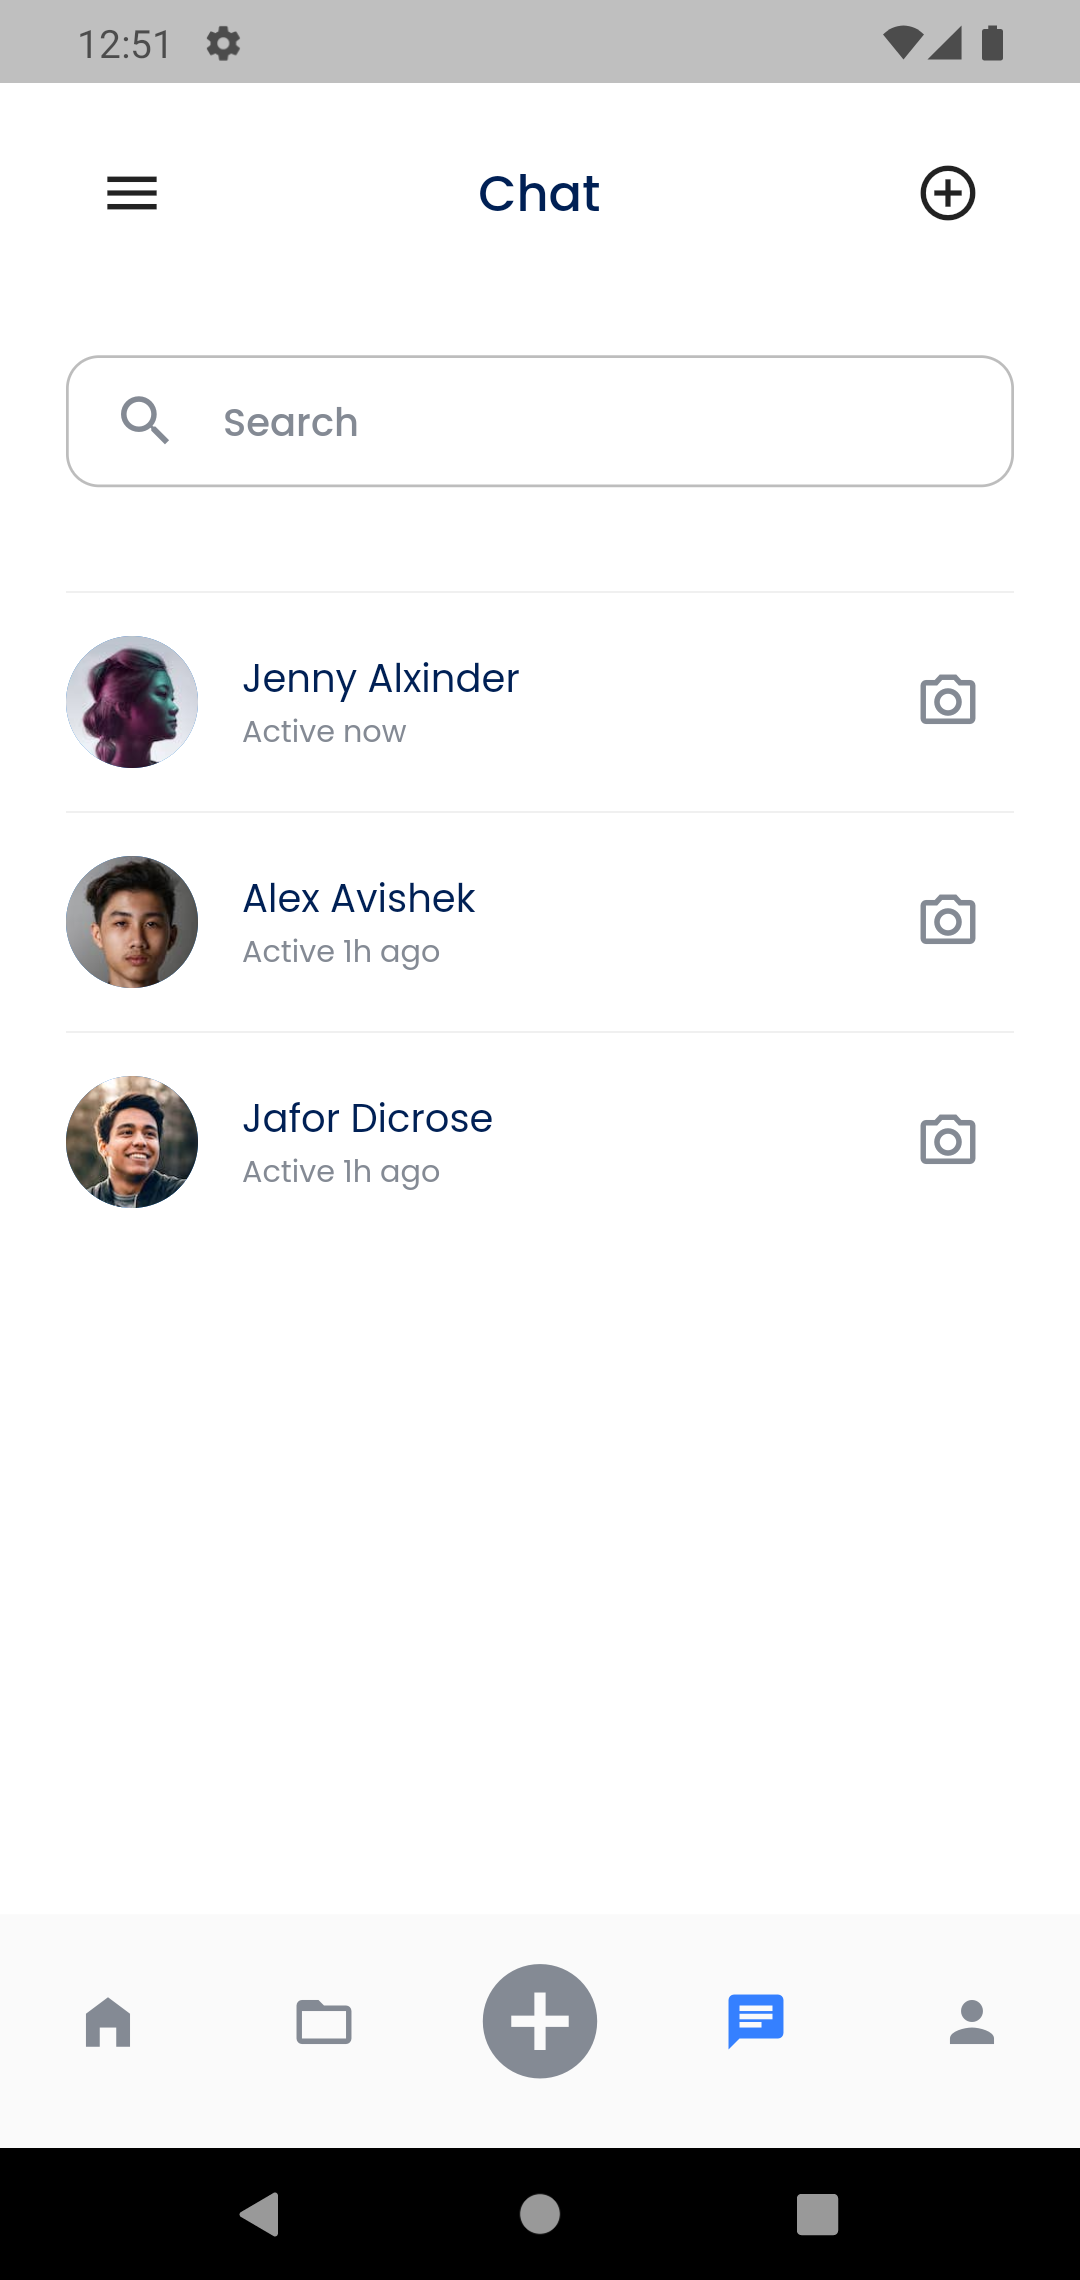 12:51
Chat
Search
Jenny Alxinder
Active now
Alex Avishek
Active 1h ago
Jafor Dicrose
Active 1h ago